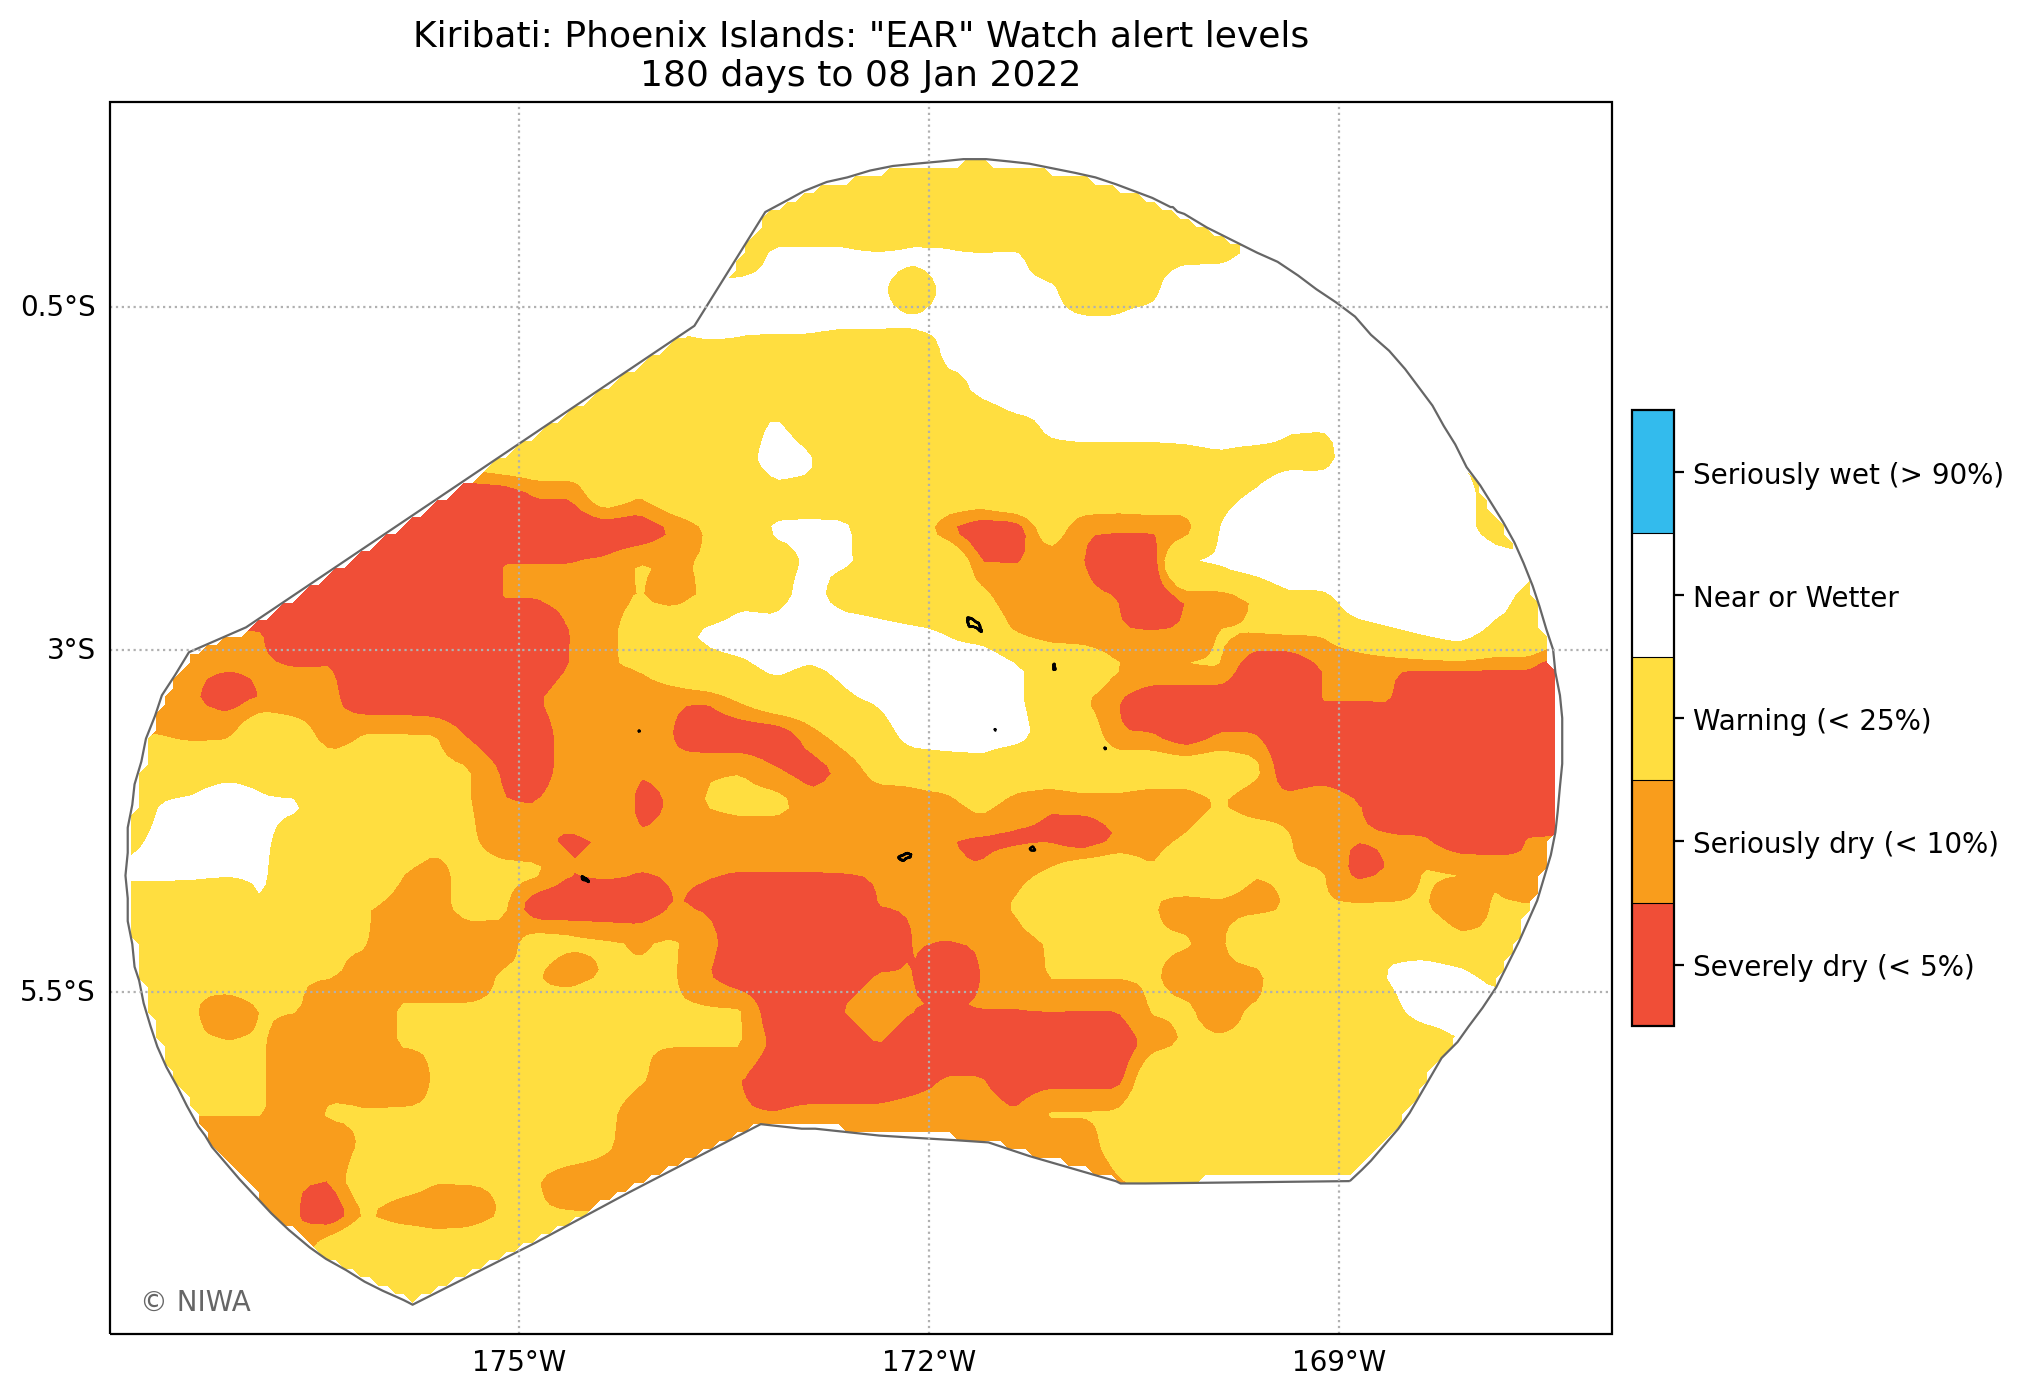 Kiribati: Phoenix Islands: "EAR" Watch alert levels
180 days to 08 Jan 2022
0.5°S
3°S
5.5°S
175°W
172°W
169°W
Seriously wet (> 90%)
Near or Wetter
Warning (< 25%)
Seriously dry (< 10%)
Severely dry (< 5%)
© NIWA